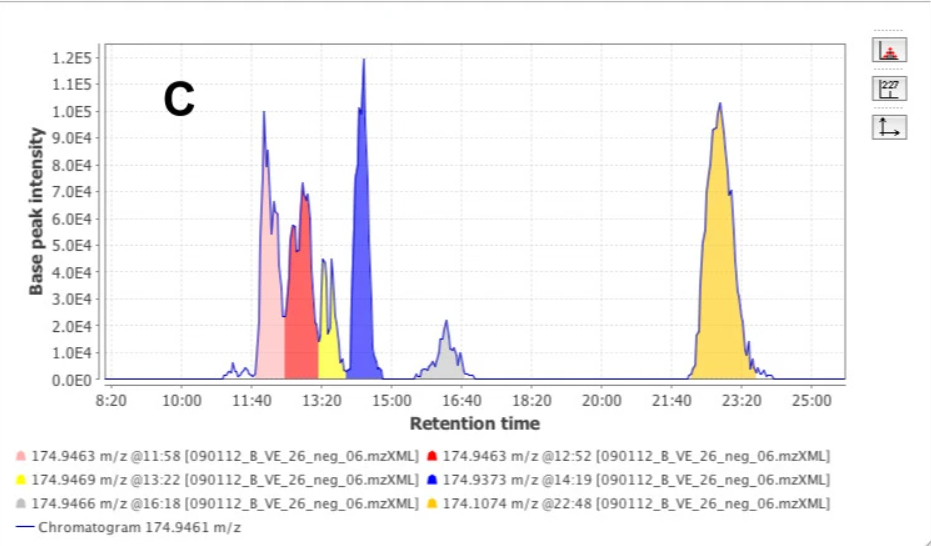 C
1.2E5
1.1E5
1.0E5
9.0E4
8.0E4
7.0E4
6.0E4
5.0E4
4.0E4
3.0E4
2.0E4
1.0E4
0.0E0
Base peak intensity
8:20 10:00 11:40 13:20 15:00 16:40 18:20 20:00 21:40 23:20 25:00
Retention time
174.9463 m/z @11:58 [090112_B_VE_26_neg_06.mzXML] 174.9463 m/z @12:52 [090112_B_VE_26_neg_06.mzXML]
174.9469 m/z @13:22 [090112_B_VE_26_neg_06.mzXML] 174.9373 m/z @14:19 [090112_B_VE_26_neg_06.mzXML]
174.9466 m/z @16:18 [090112_B_VE_26_neg_06.mzXML] 174.1074 m/z @22:48 [090112_B_VE_26_neg_06.mzXML]
Chromatogram 174.9461 m/z
227